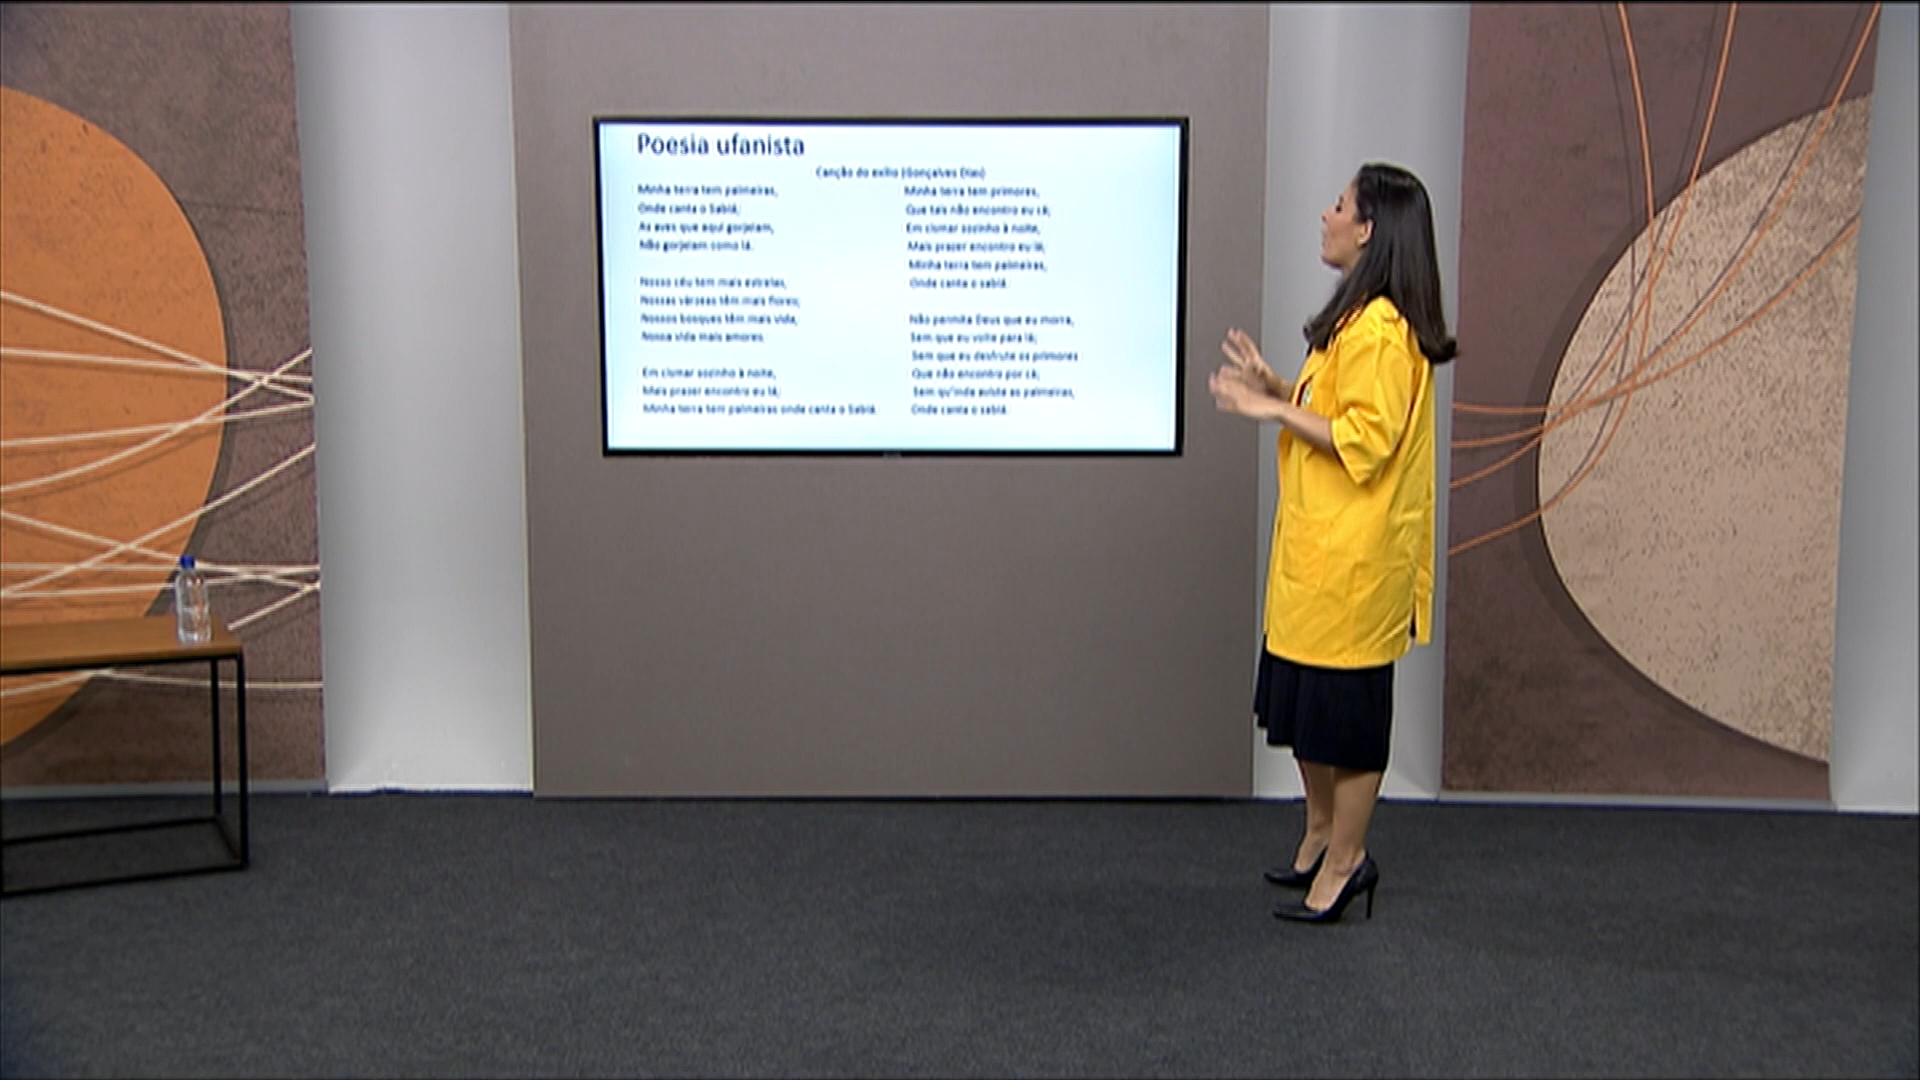 Poesia ufanista
Canção do exílio (Gonçalves Dias)
Minha terra tem palmeiras,
Onde canta o Sabiá;
As aves que aqui gorjeiam,
Não gorjeiam como lá.
Nosso céu tem mais estrelas,
Nossas várzeas têm mais flores;
Nossos bosques têm mais vida,
Nossa vida mais amores.
Em cismar sozinho à noite,
Mais prazer encontro eu lá;
Minha terra tem palmeiras onde canta o Sabiá.
Minha terra tem primores,
Que tais não encontro eu cá;
Em cismar sozinho à noite,
Mais prazer encontro eu lá;
Minha terra tem palmeiras,
Onde canta o sabiá.
Não permita Deus que eu morra,
Sem que eu volte para lá;
Sem que eu desfrute os primores
Que não encontro por cá;
Sem qu'inda aviste as palmeiras,
Onde canta o sabiá.